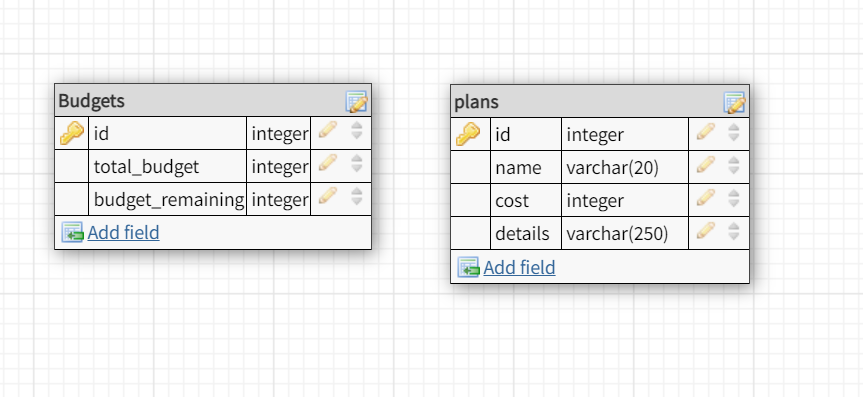 Budgets
id integer
total_budget integer
budget_remaining integer
Add field
plans
id integer
name varchar(20)
cost integer
details varchar(250)
Add field